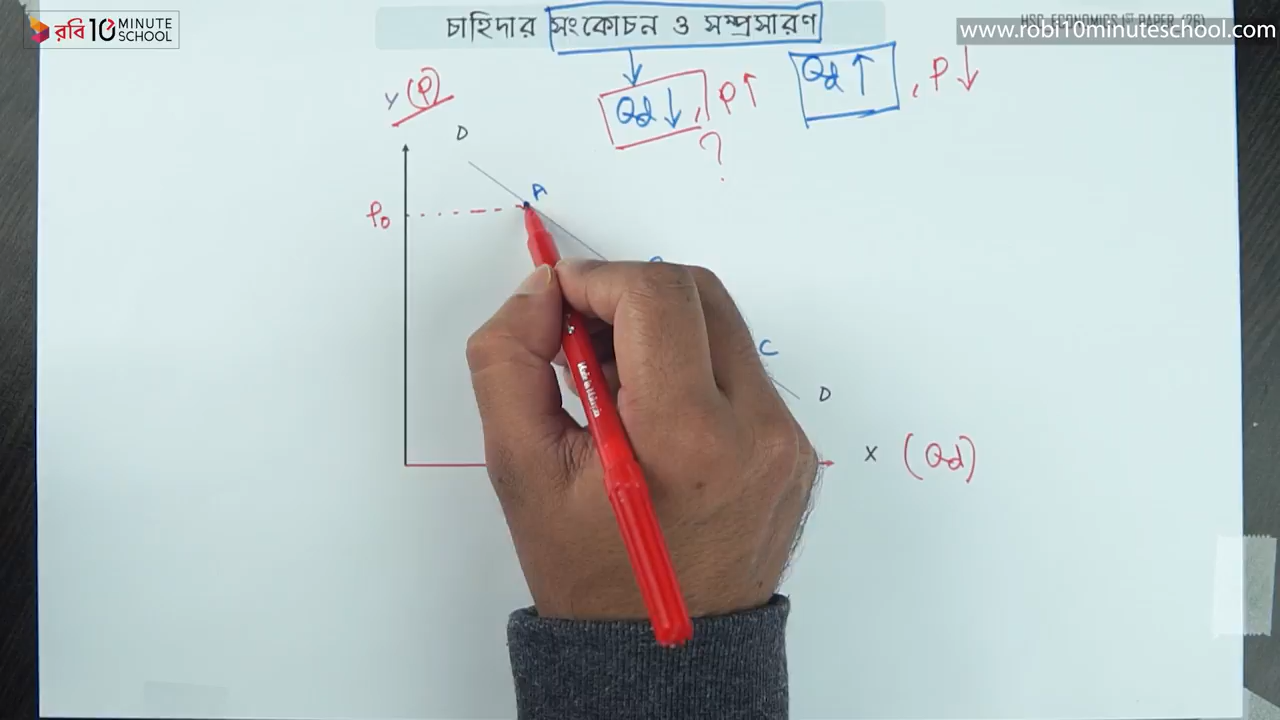 রবি 10 MINUTE SCHOOL
চাহিদার সংকোচন ও সম্প্রসারণ
HSC ECONOMICS 1ST PAPER (26)
www.robi10minuteschool.com
Y (P)
Qd↓, P↑
?
Qd↑, P↓
D
A
P₀
C
D
X (Qd)